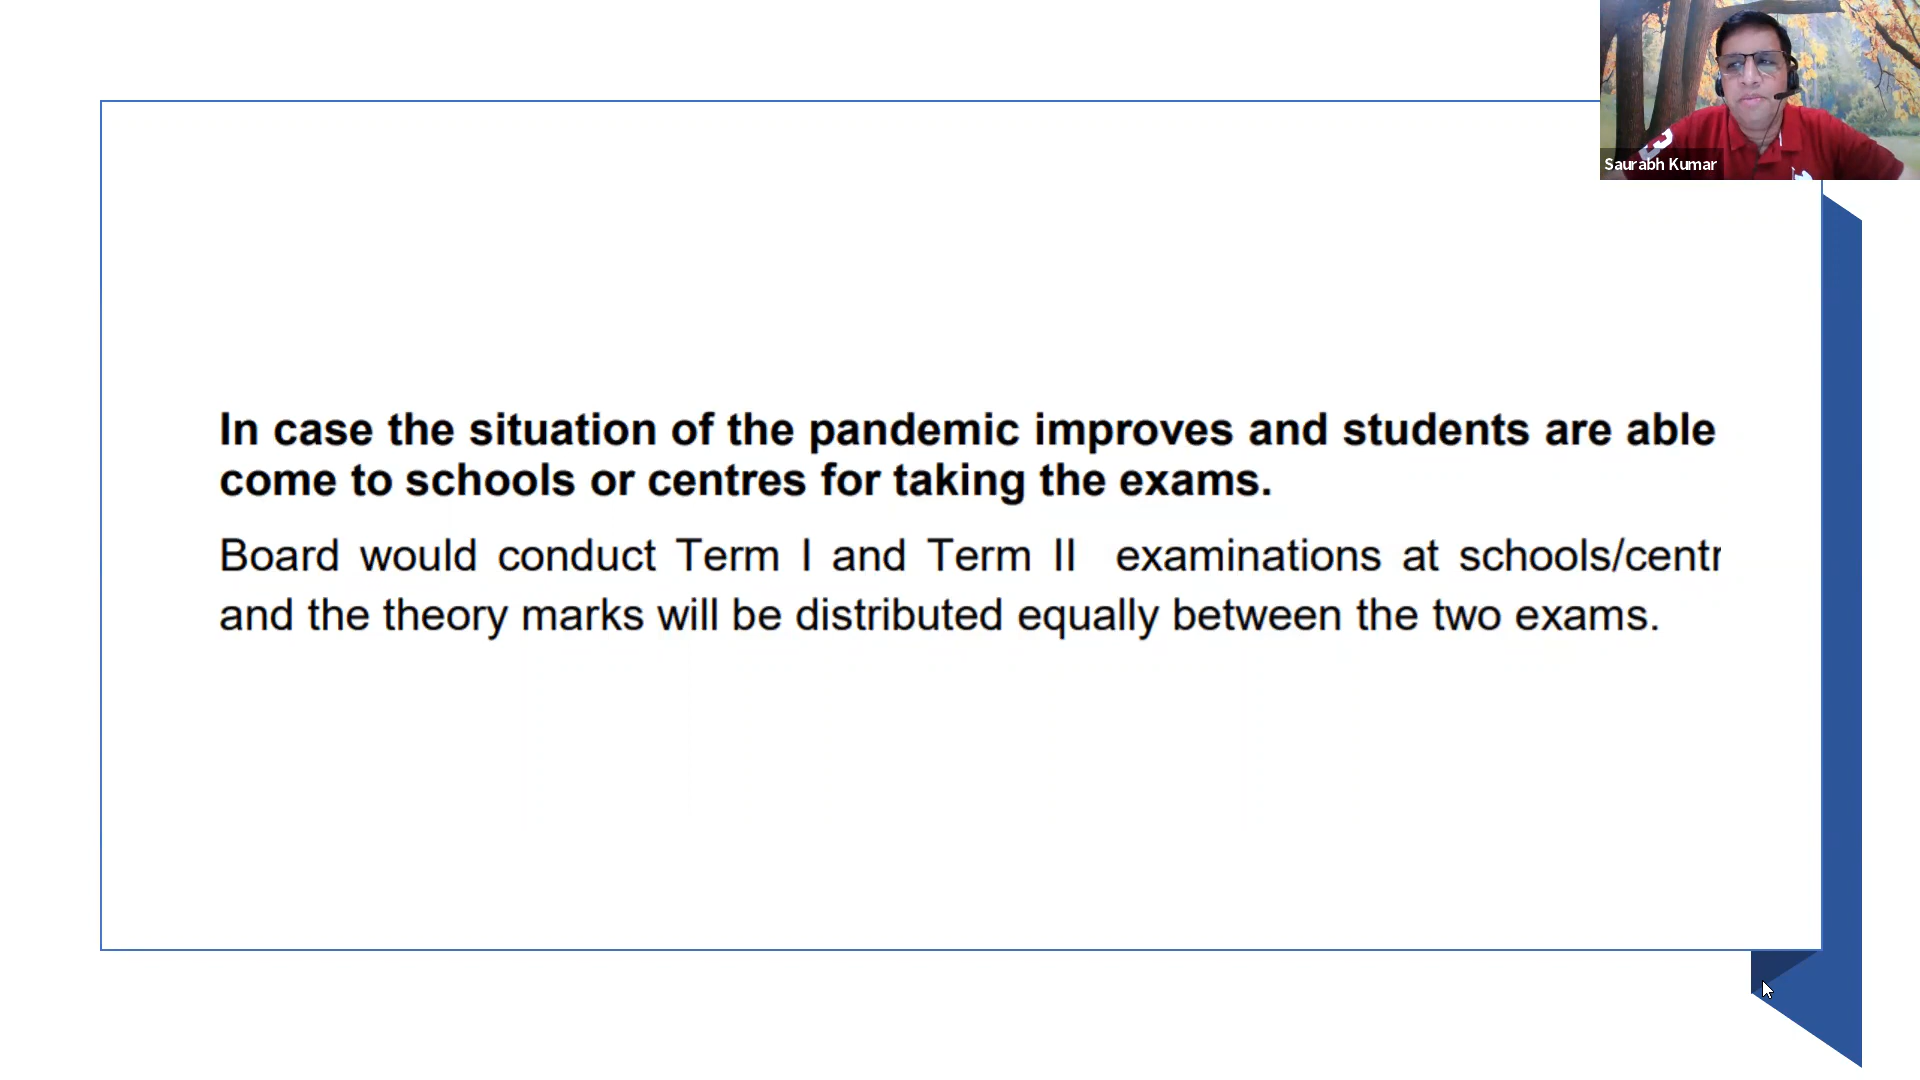 Saurabh Kumar
In case the situation of the pandemic improves and students are able
come to schools or centres for taking the exams.
Board would conduct Term I and Term II examinations at schools/centr
and the theory marks will be distributed equally between the two exams.